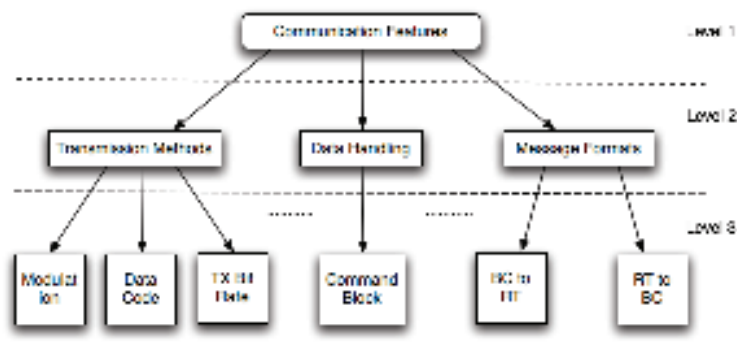 Communication Features
Level 1
Level 2
Transmission Methods
Data Handling
Message Formats
Level 3
Modulat
ion
Data
Code
TX Bit
Rate
Command
Block
BC to
RT
RT to
BC